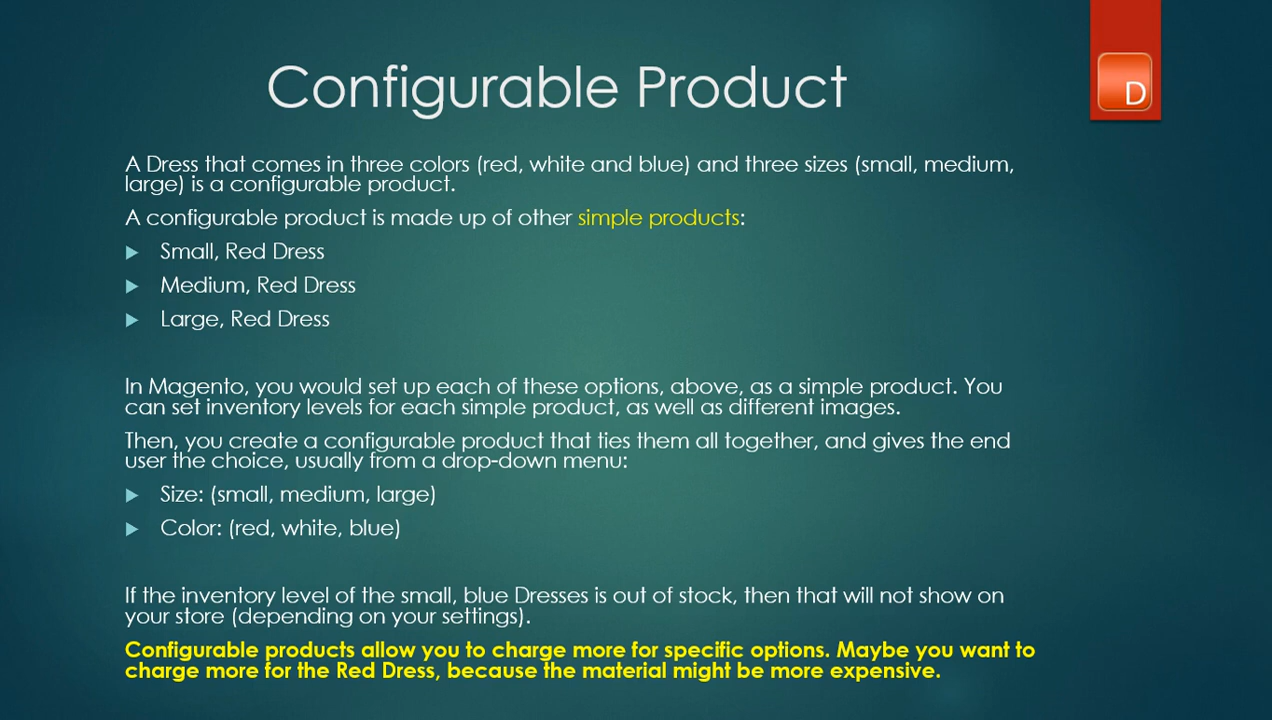 Configurable Product
D
A Dress that comes in three colors (red, white and blue) and three sizes (small, medium,
large) is a configurable product.
A configurable product is made up of other simple products:
Small, Red Dress
Medium, Red Dress
Large, Red Dress
In Magento, you would set up each of these options, above, as a simple product. You
can set inventory levels for each simple product, as well as different images.
Then, you create a configurable product that ties them all together, and gives the end
user the choice, usually from a drop-down menu:
Size: (small, medium, large)
Color: (red, white, blue)
If the inventory level of the small, blue Dresses is out of stock, then that will not show on
your store (depending on your settings).
Configurable products allow you to charge more for specific options. Maybe you want to
charge more for the Red Dress, because the material might be more expensive.